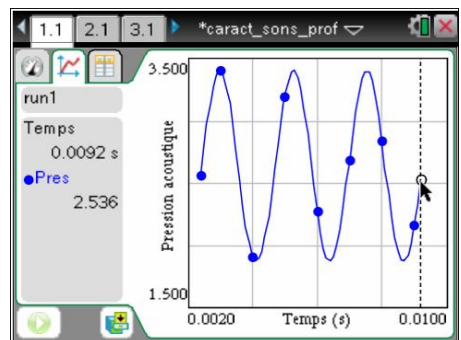 1.1 2.1 3.1 *caract_sons_prof
run1
Temps
0.0092 s
Pres
2.536
3.500
Pression acoustique
1.500
0.0020 Temps (s) 0.0100